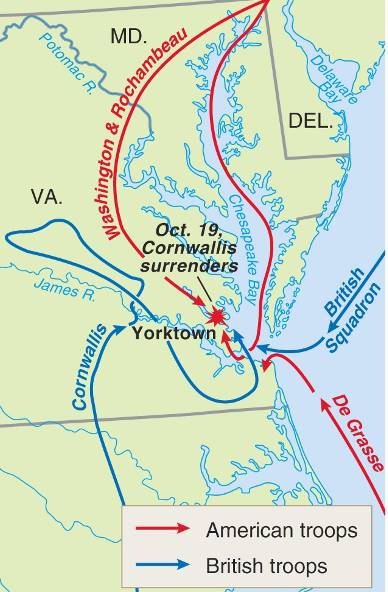 MD.
Potomac R.
Washington & Rochambeau
Delaware
Bay
DEL.
VA.
Oct. 19,
Cornwallis
surrenders
Chesapeake Bay
James R.
Yorktown
British
Squadron
Cornwallis
De Grasse
American troops
British troops